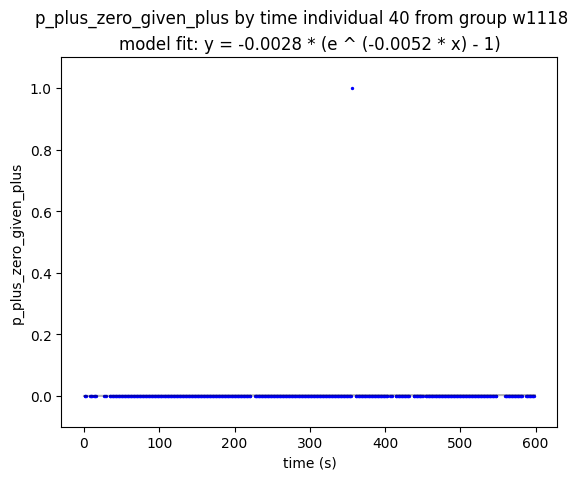 p_plus_zero_given_plus by time individual 40 from group w1118
model fit: y = -0.0028 * (e ^ (-0.0052 * x) - 1)
p_plus_zero_given_plus
1.0
0.8
0.6
0.4
0.2
0.0
0 100 200 300 400 500 600
time (s)